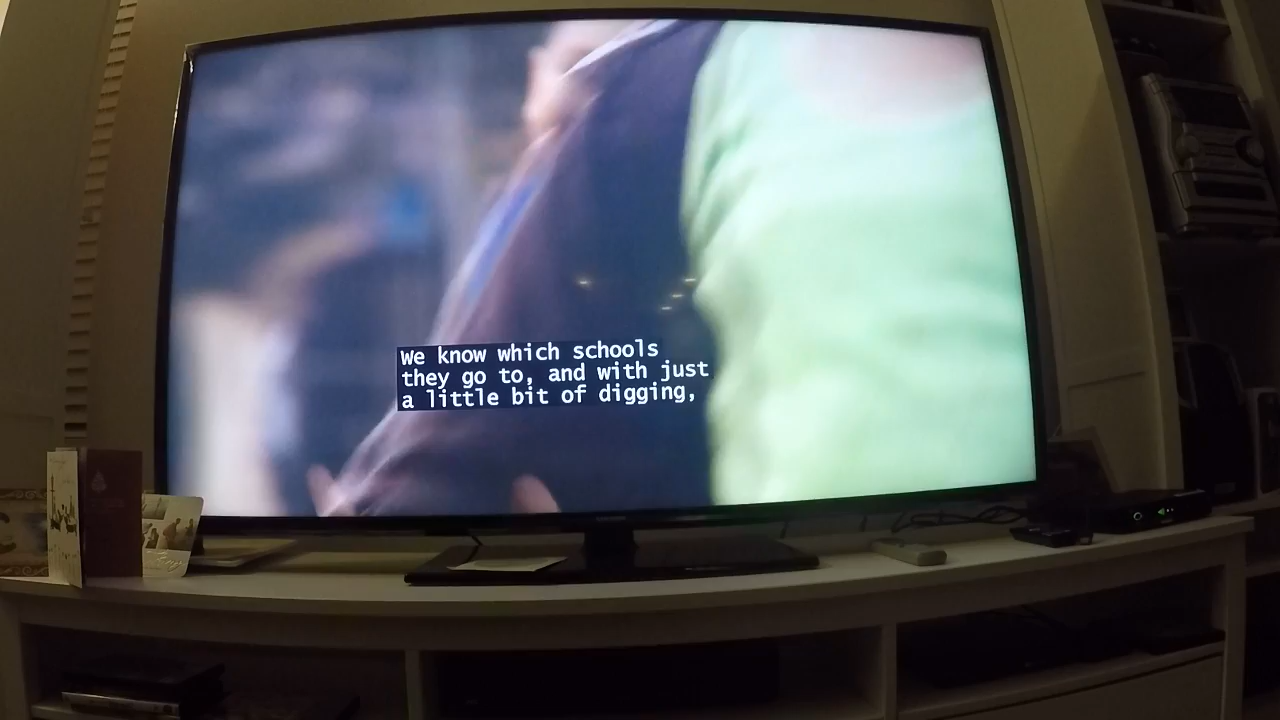 We know which schools
they go to, and with just
a little bit of digging,